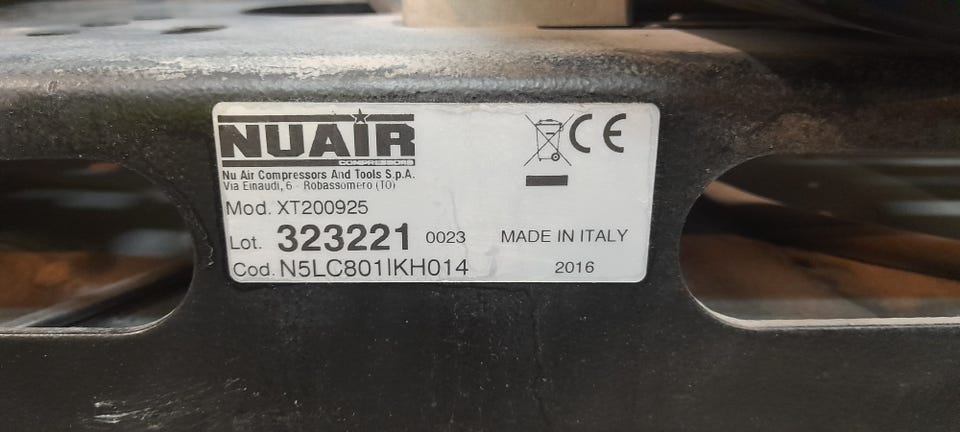 NUAIR
COMPRESSORS
Nu Air Compressors And Tools S.p.A.
Via Einaudi, 6 - Robassomero (TO)
Mod. XT200925
Lot. 323221 0023 MADE IN ITALY
Cod. N5LC801IKH014 2016
CE